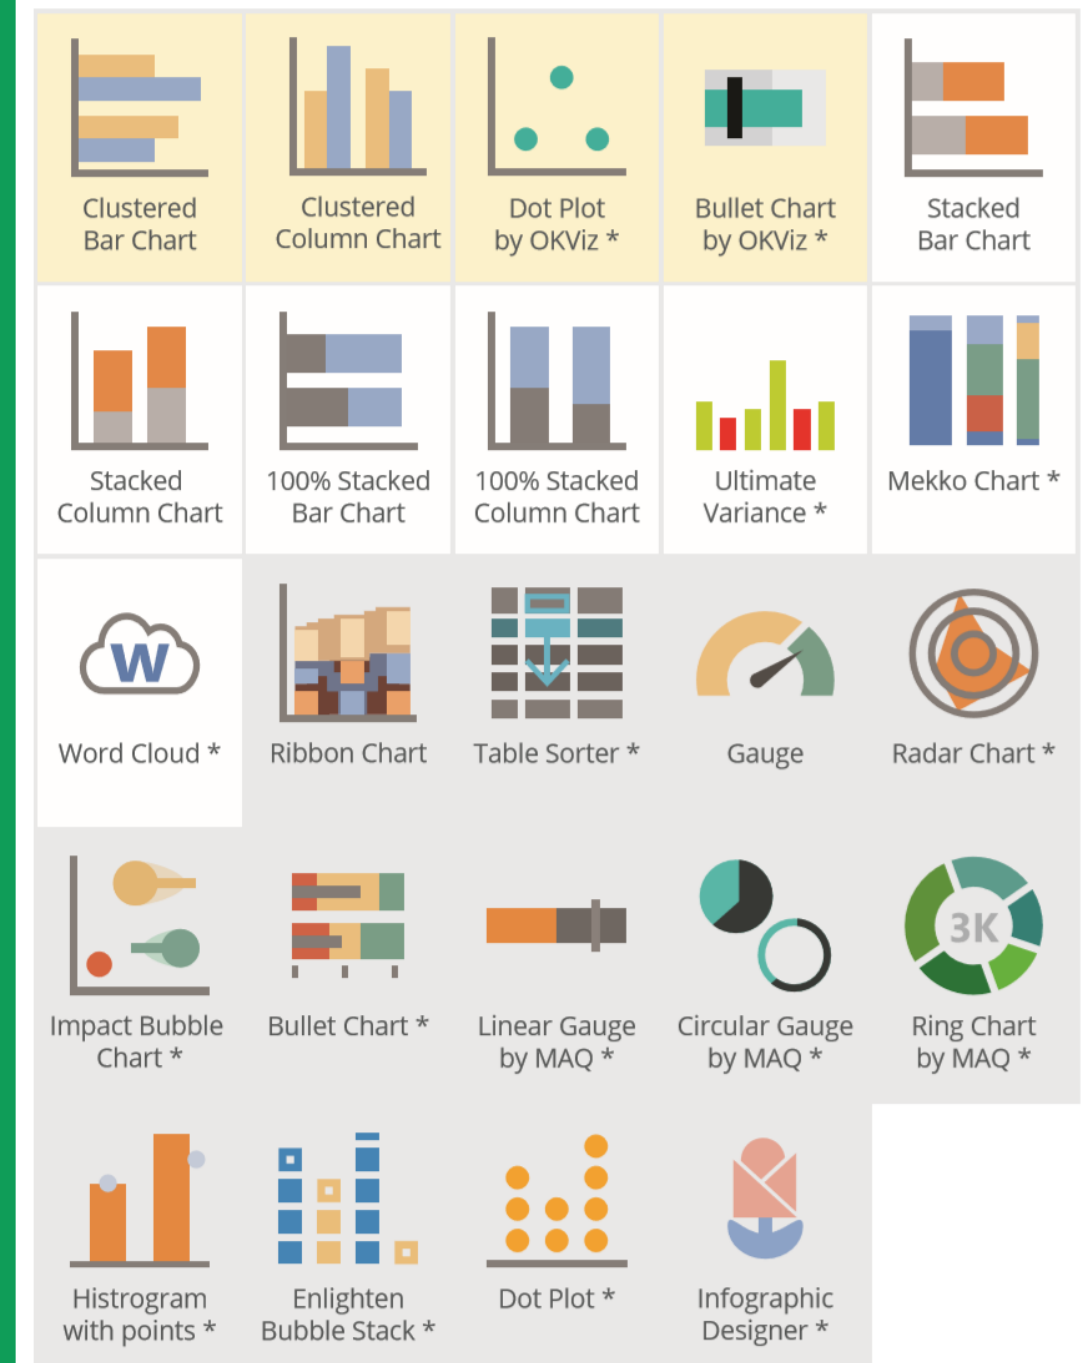 Clustered
Bar Chart
Clustered
Column Chart
Dot Plot
by OKViz *
Bullet Chart
by OKViz *
Stacked
Bar Chart
Stacked
Column Chart
100% Stacked
Bar Chart
100% Stacked
Column Chart
Ultimate
Variance *
Mekko Chart *
W
Word Cloud *
Ribbon Chart
Table Sorter *
Gauge
Radar Chart *
Impact Bubble
Chart *
Bullet Chart *
Linear Gauge
by MAQ *
Circular Gauge
by MAQ *
3K
Ring Chart
by MAQ *
Histrogram
with points *
Enlighten
Bubble Stack *
Dot Plot *
Infographic
Designer *